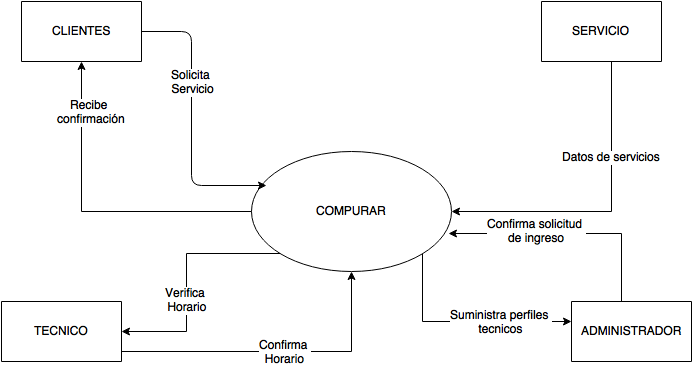 CLIENTES
SERVICIO
Solicita
Servicio
Recibe
confirmación
Datos de servicios
COMPURAR
Confirma solicitud
de ingreso
Verifica
Horario
Suministra perfiles
tecnicos
TECNICO
ADMINISTRADOR
Confirma
Horario